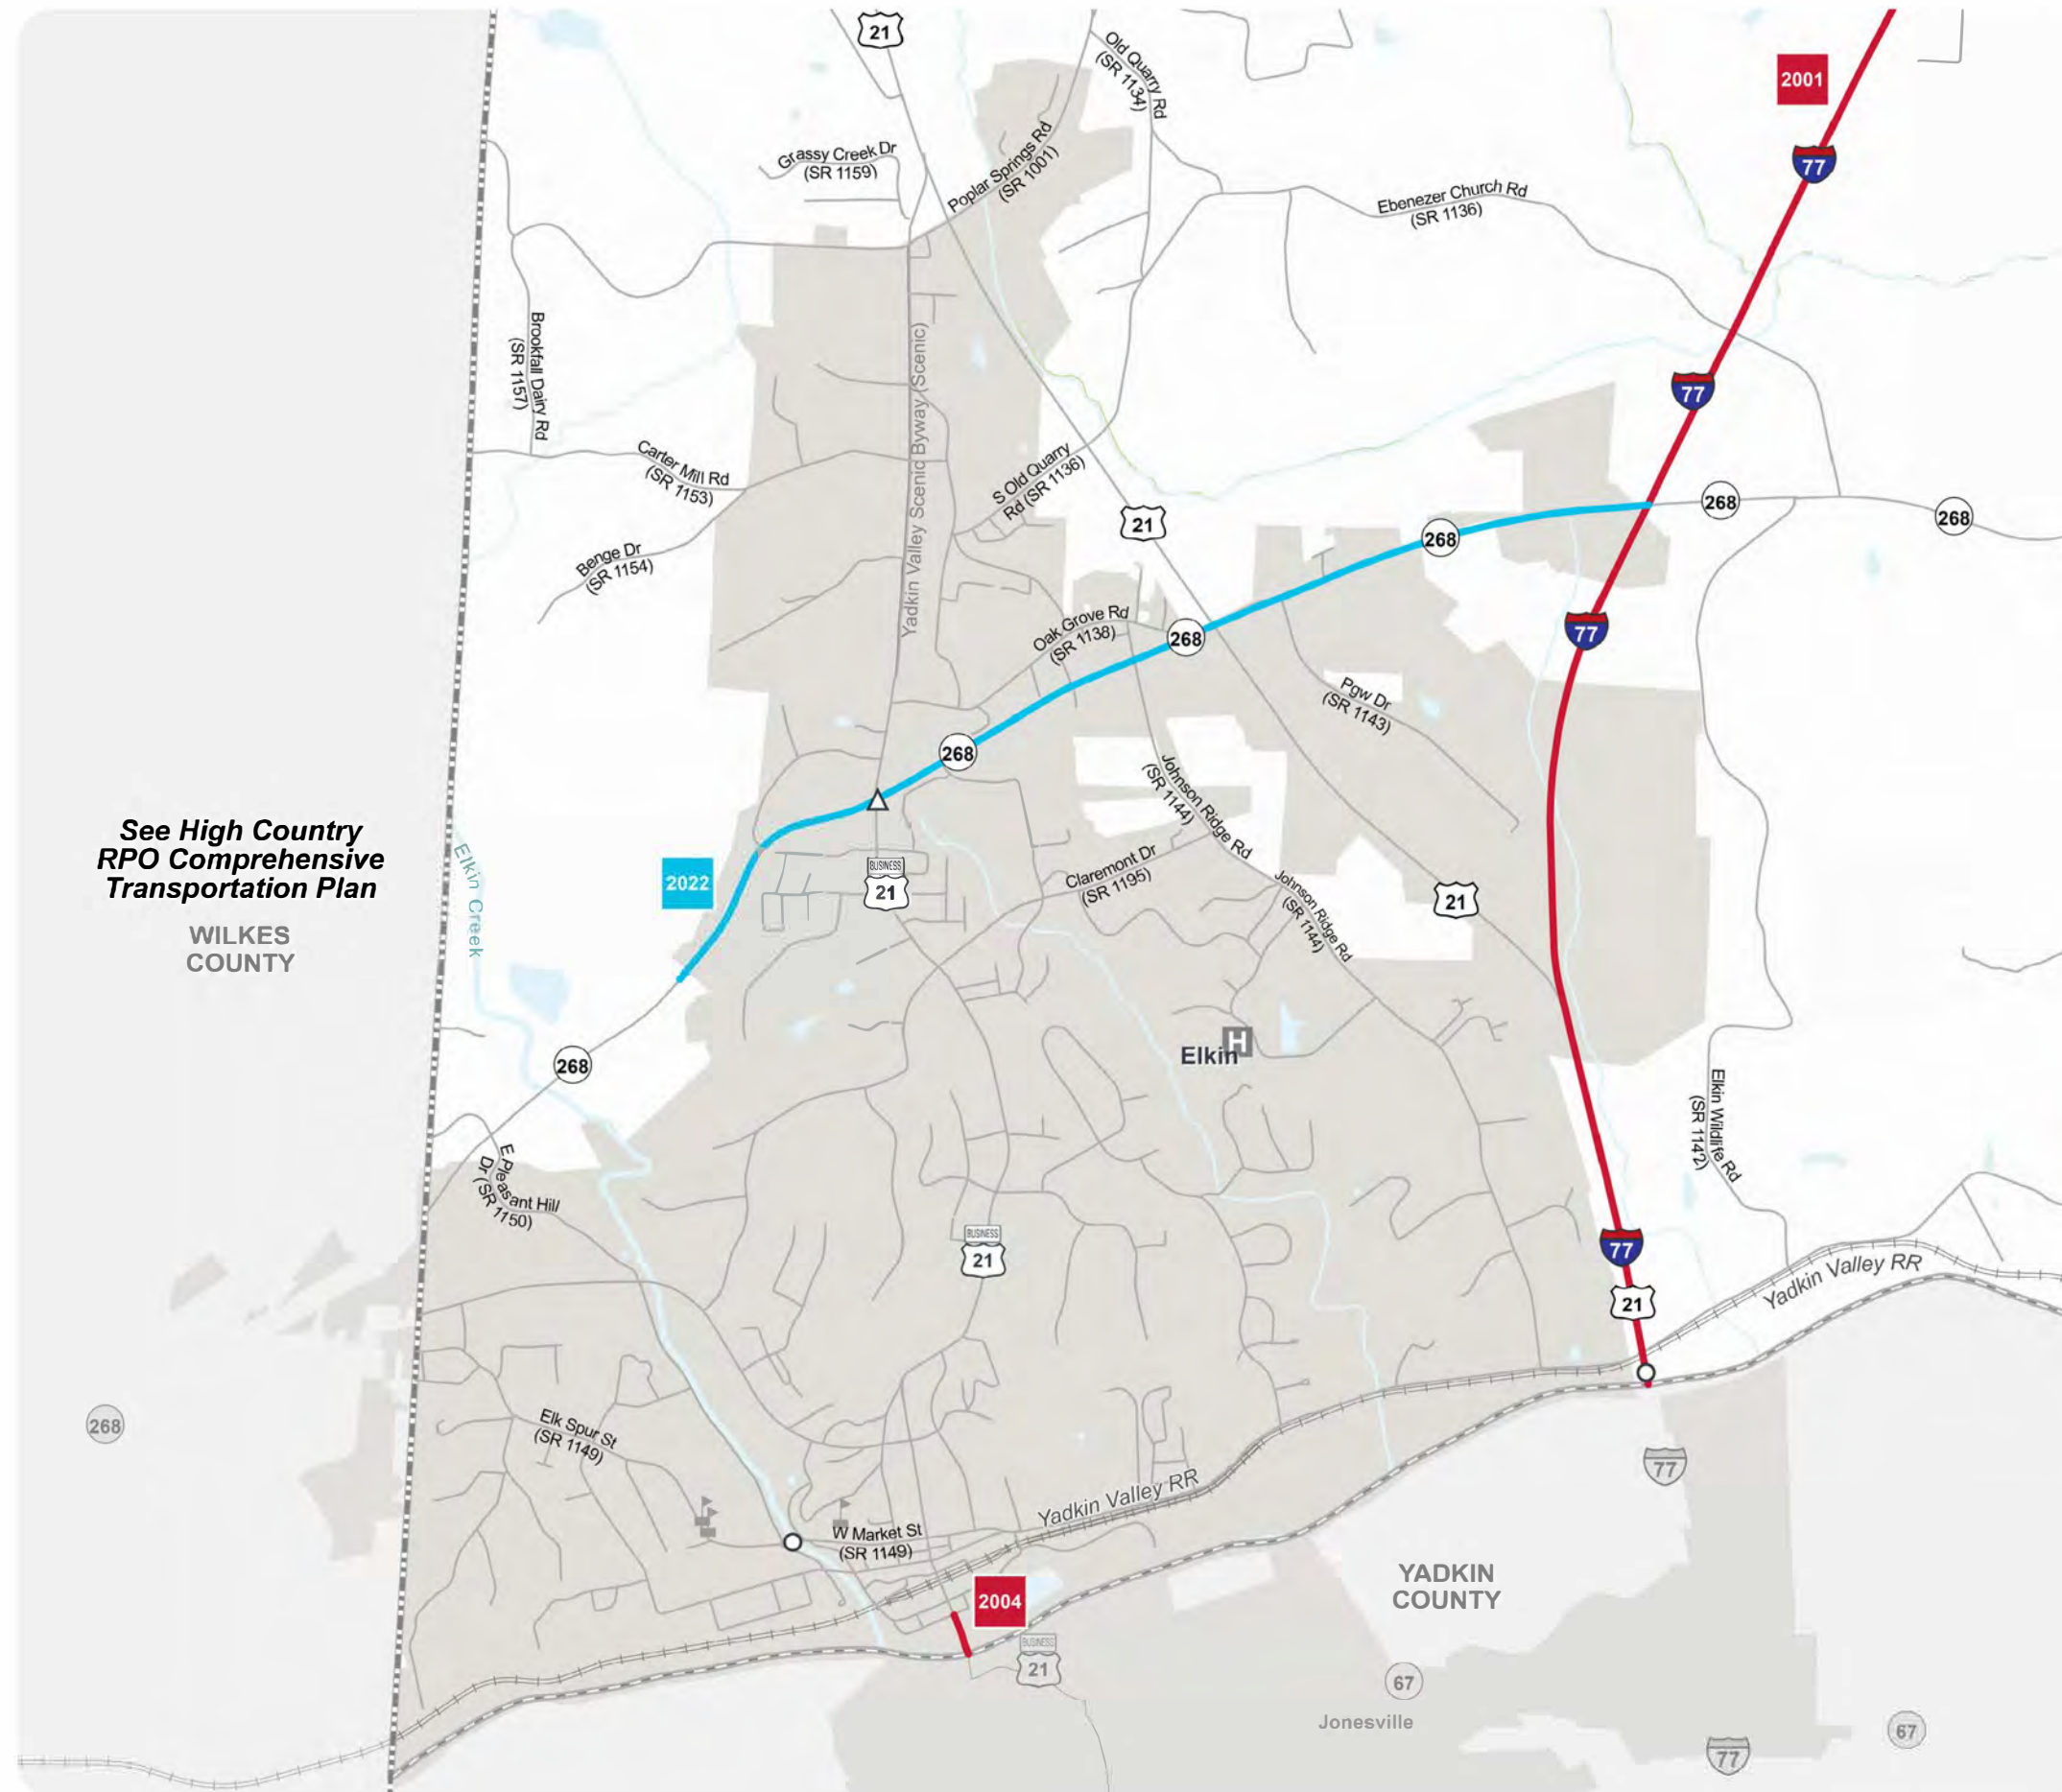 21
Old Quarry Rd
(SR 1134)
2001
77
Grassy Creek Dr
(SR 1159)
Poplar Springs Rd
(SR 1001)
Ebenezer Church Rd
(SR 1136)
Brookfall Dairy Rd
(SR 1157)
Yadkin Valley Scenic Byway (Scenic)
77
Carter Mill Rd
(SR 1153)
S Old Quarry
Rd (SR 1136)
21
268
268
268
Benge Dr
(SR 1154)
Oak Grove Rd
(SR 1138)
268
77
Pgw Dr
(SR 1143)
268
Johnson Ridge Rd
(SR 1144)
See High Country
RPO Comprehensive
Transportation Plan
WILKES
COUNTY
Elkin Creek
2022
BUSINESS
21
Claremont Dr
(SR 1195)
Johnson Ridge Rd
(SR 1144)
21
268
H
Elkin
Elkin Wildlife Rd
(SR 1142)
E Pleasant Hill
Dr (SR 1150)
BUSINESS
21
77
21
Yadkin Valley RR
268
Elk Spur St
(SR 1149)
77
Yadkin Valley RR
W Market St
(SR 1149)
YADKIN
COUNTY
2004
BUSINESS
21
67
Jonesville
67
77